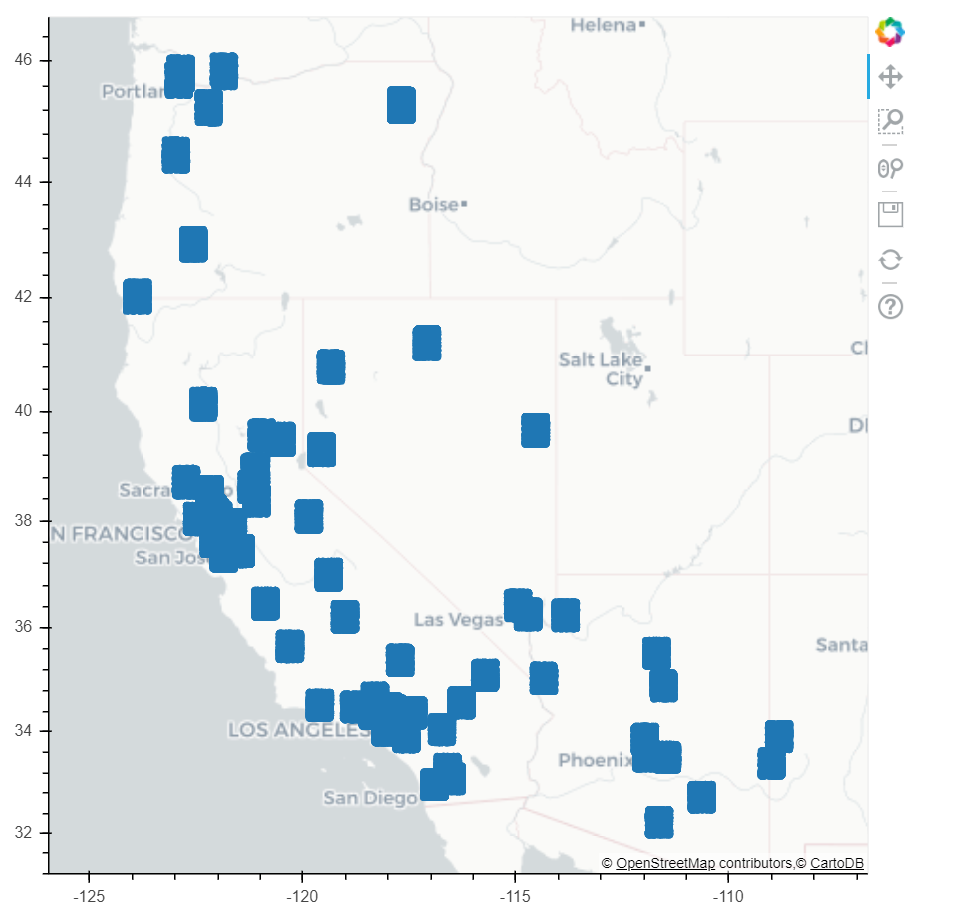 Helena
46
Portlar
44
Boise
42
Salt Lake
City
Cl
40
DI
Sacra
o
38
N FRANCISCO
San Jos
36
Las Vegas
Santa
34
LOS ANGELES
Phoenix
San Diego
32
© OpenStreetMap contributors,© CartoDB
-125
-120
-115
-110